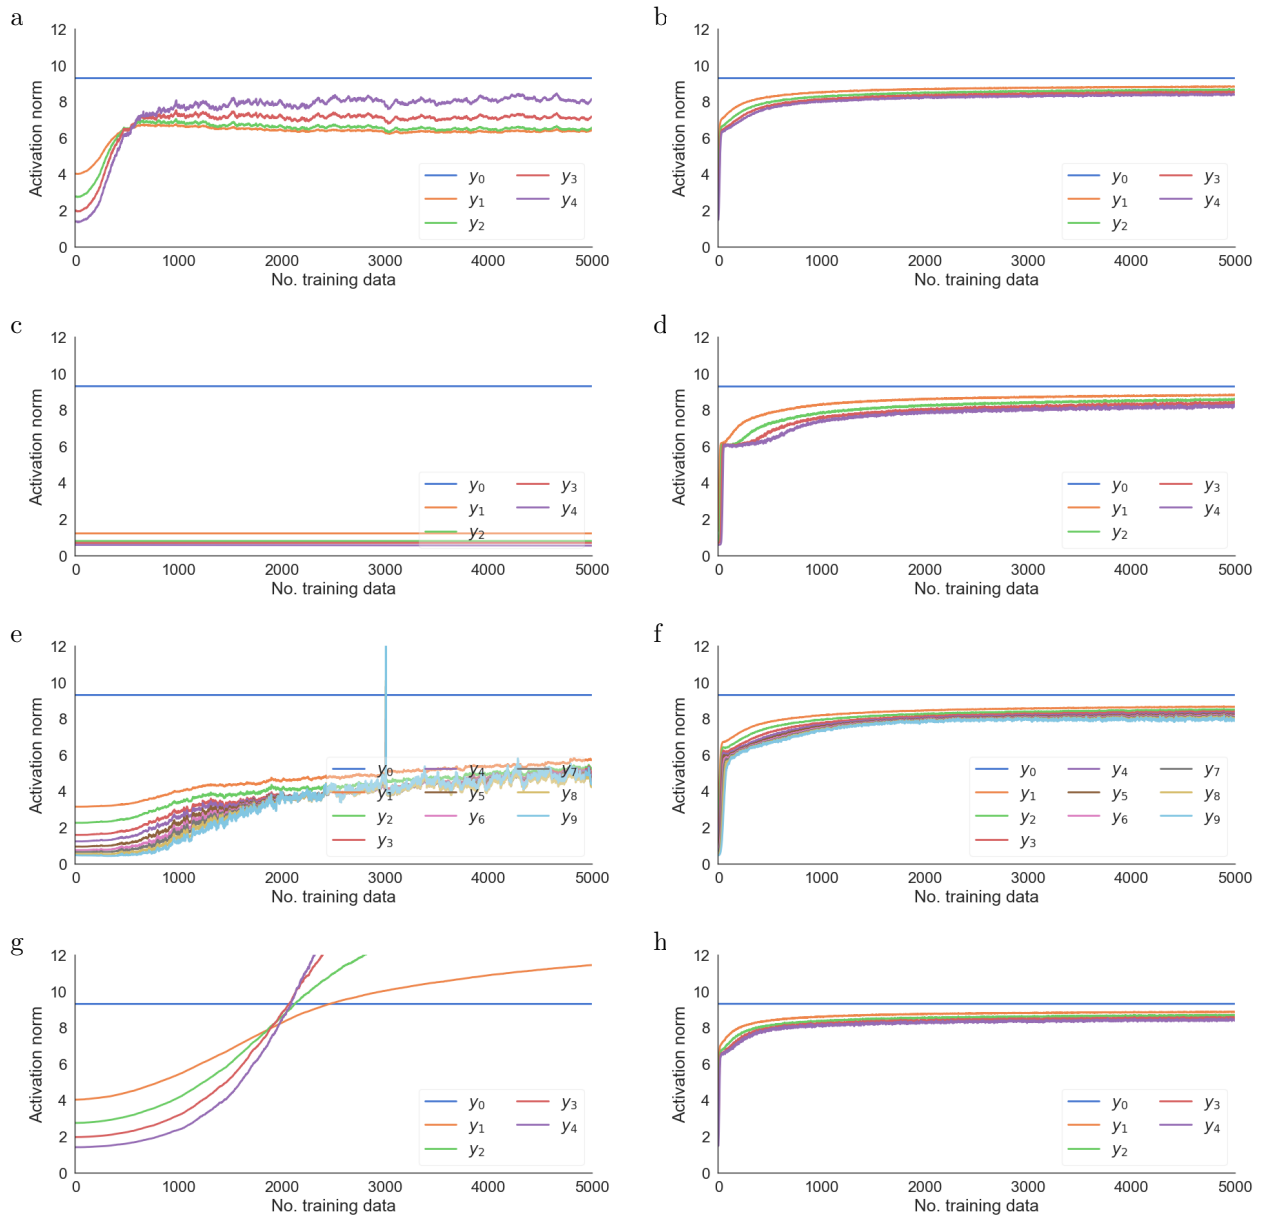 a
12
10
8
6
4
2
0
Activation norm
y0 y3
y1 y4
y2
0 1000 2000 3000 4000 5000
No. training data
b
12
10
8
6
4
2
0
Activation norm
y0 y3
y1 y4
y2
0 1000 2000 3000 4000 5000
No. training data
c
12
10
8
6
4
2
0
Activation norm
y0 y3
y1 y4
y2
0 1000 2000 3000 4000 5000
No. training data
d
12
10
8
6
4
2
0
Activation norm
y0 y3
y1 y4
y2
0 1000 2000 3000 4000 5000
No. training data
e
12
10
8
6
4
2
0
Activation norm
y0 y4 y7
y1 y5 y8
y2 y6 y9
y3
0 1000 2000 3000 4000 5000
No. training data
f
12
10
8
6
4
2
0
Activation norm
y0 y4 y7
y1 y5 y8
y2 y6 y9
y3
0 1000 2000 3000 4000 5000
No. training data
g
12
10
8
6
4
2
0
Activation norm
y0 y3
y1 y4
y2
0 1000 2000 3000 4000 5000
No. training data
h
12
10
8
6
4
2
0
Activation norm
y0 y3
y1 y4
y2
0 1000 2000 3000 4000 5000
No. training data